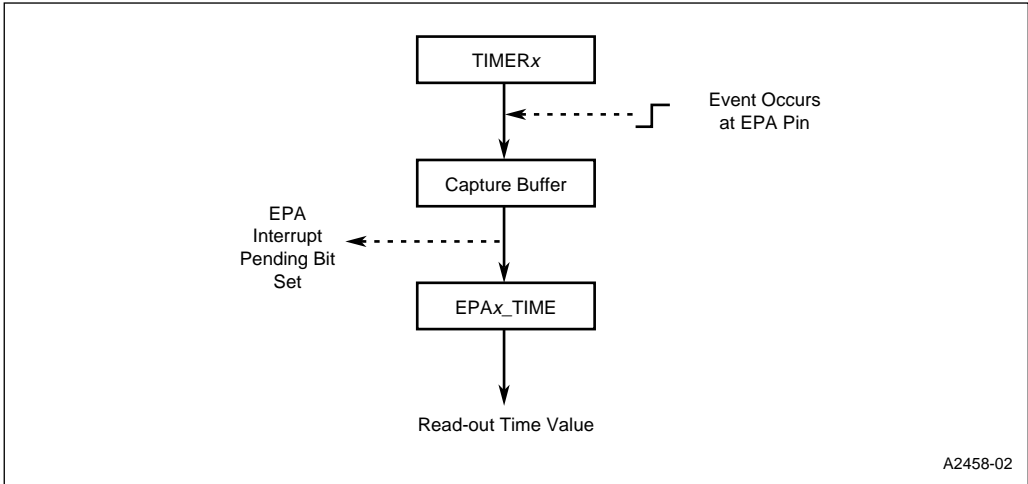 TIMERx
Event Occurs
at EPA Pin
Capture Buffer
EPA
Interrupt
Pending Bit
Set
EPAx_TIME
Read-out Time Value
A2458-02